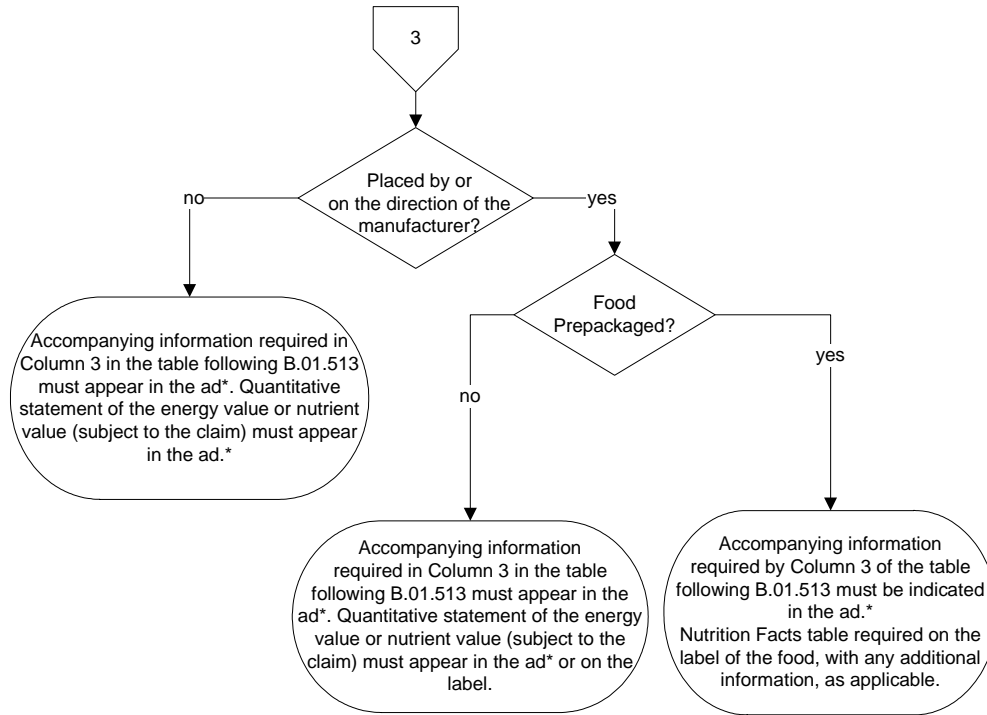 3
Placed by or
on the direction of the
manufacturer?
no
yes
Food
Prepackaged?
Accompanying information required in
Column 3 in the table following B.01.513
must appear in the ad*. Quantitative
statement of the energy value or nutrient
value (subject to the claim) must appear
in the ad.*
no
yes
Accompanying information
required in Column 3 in the table
following B.01.513 must appear in the
ad*. Quantitative statement of the energy
value or nutrient value (subject to the
claim) must appear in the ad* or on the
label.
Accompanying information
required by Column 3 of the table
following B.01.513 must be indicated
in the ad.*
Nutrition Facts table required on the
label of the food, with any additional
information, as applicable.